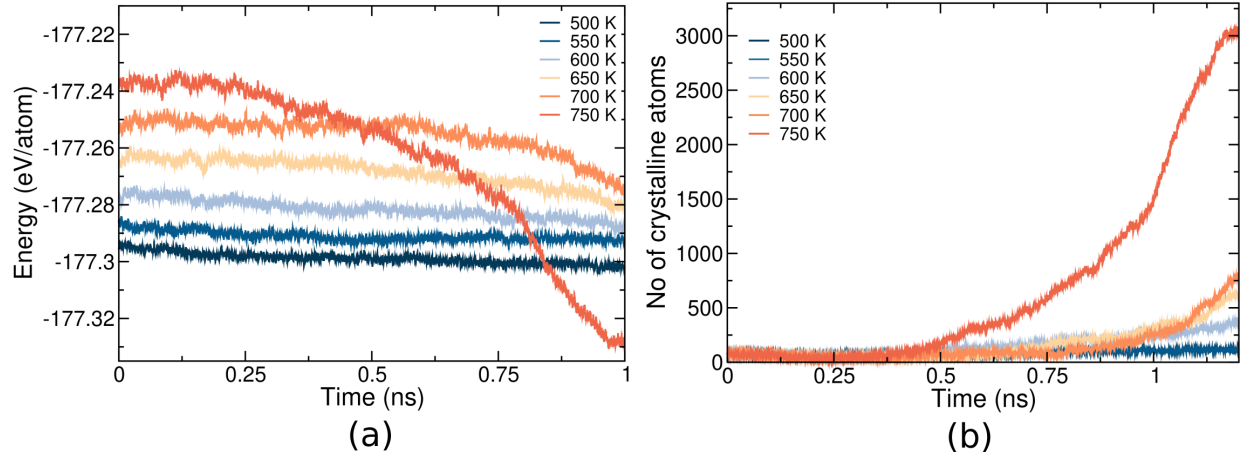 -177.22
-177.24
-177.26
-177.28
-177.3
-177.32
Energy (eV/atom)
500 K
550 K
600 K
650 K
700 K
750 K
0
0.25
0.5
0.75
1
Time (ns)
(a)
3000
2500
2000
1500
1000
500
0
No of crystalline atoms
500 K
550 K
600 K
650 K
700 K
750 K
0
0.25
0.5
0.75
1
Time (ns)
(b)